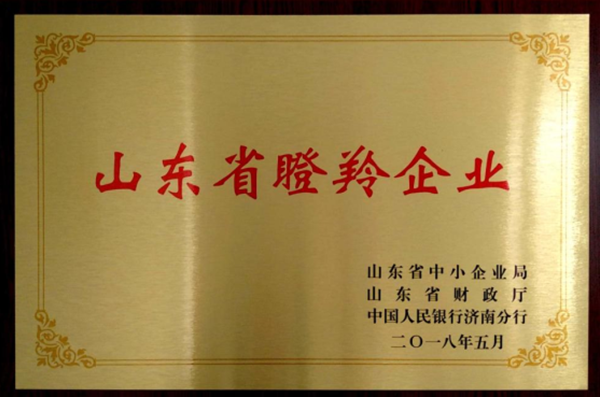 山东省瞪羚企业
山东省中小企业局
山东省财政厅
中国人民银行济南分行
二〇一八年五月